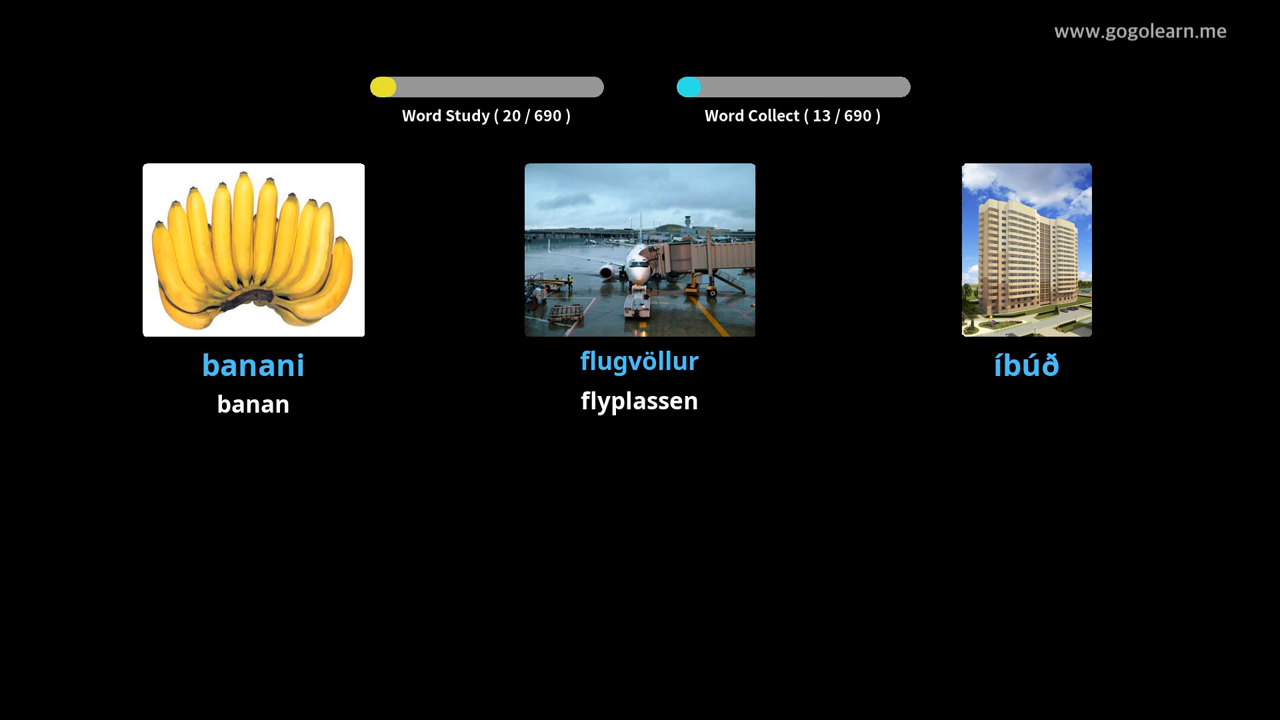 www.gogolearn.me
Word Study ( 20 / 690 )
Word Collect ( 13 / 690 )
banani
banan
flugvöllur
flyplassen
íbúð